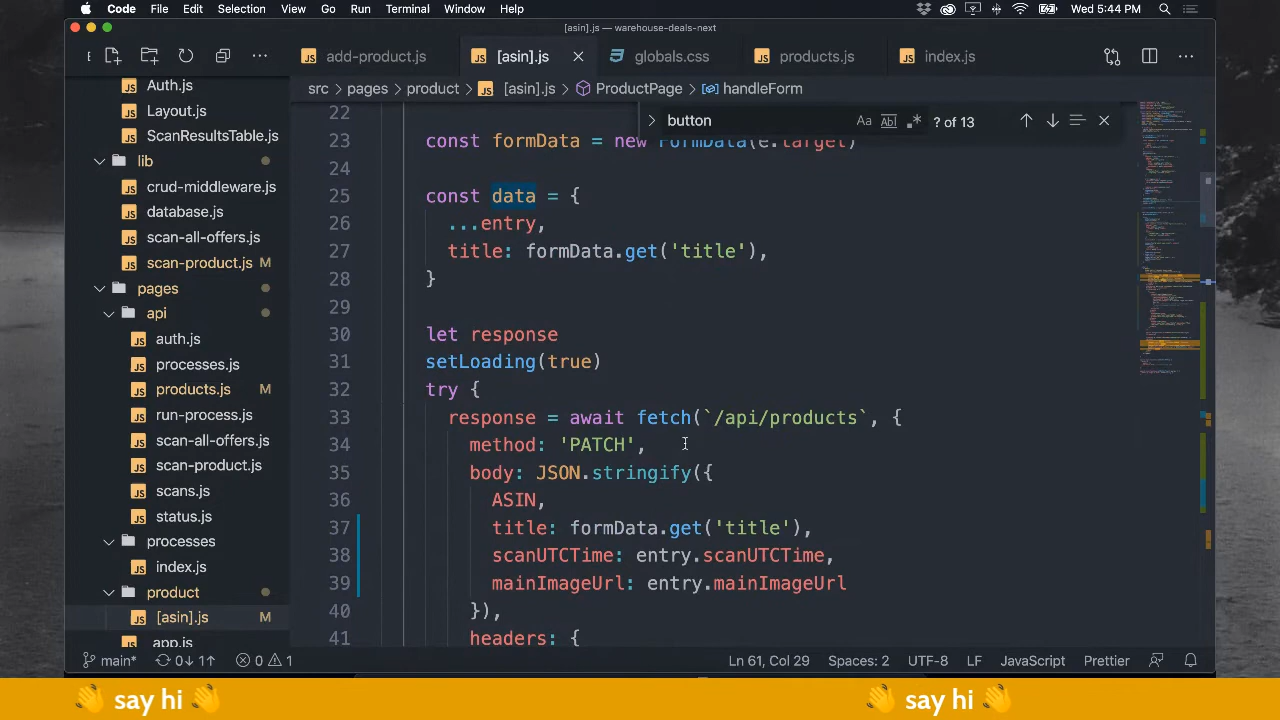 Code File Edit Selection View Go Run Terminal Window Help Wed 5:44 PM
[asin].js — warehouse-deals-next
E add-product.js [asin].js globals.css products.js index.js
src > pages > product > [asin].js > ProductPage > handleForm
button Aa Ab| .* ? of 13
Auth.js
Layout.js
ScanResultsTable.js
lib
crud-middleware.js
database.js
scan-all-offers.js
scan-product.js M
pages
api
auth.js
processes.js
products.js M
run-process.js
scan-all-offers.js
scan-product.js
scans.js
status.js
processes
index.js
product
[asin].js M
app.js
22
23 const formData = new FormData(e.target)
24
25 const data = {
26 ...entry,
27 title: formData.get('title'),
28 }
29
30 let response
31 setLoading(true)
32 try {
33 response = await fetch(`/api/products`, {
34 method: 'PATCH',
35 body: JSON.stringify({
36 ASIN,
37 title: formData.get('title'),
38 scanUTCTime: entry.scanUTCTime,
39 mainImageUrl: entry.mainImageUrl
40 }),
41 headers: {
main* 0↓ 1↑ 0 1 Ln 61, Col 29 Spaces: 2 UTF-8 LF JavaScript Prettier
👋 say hi 👋 👋 say hi 👋